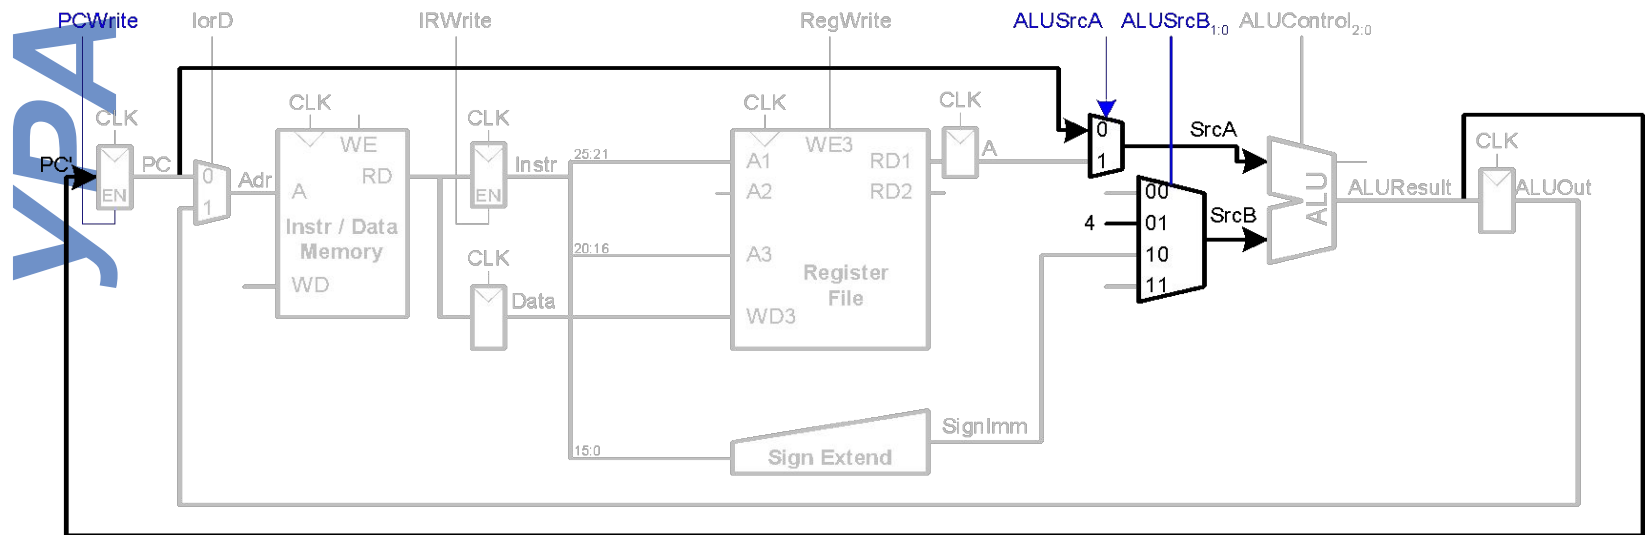 PCWrite IorD IRWrite RegWrite ALUSrcA ALUSrcB1:0 ALUControl2:0
CLK CLK CLK CLK CLK CLK
PC' PC EN
0 1 Adr
WE RD A
Instr / Data
Memory
WD
EN Instr
CLK
Data
25:21
20:16
15:0
A1 WE3 RD1
A2 RD2
A3
Register
File
WD3
A
0
1
SrcA
00
4 01
10
11
SrcB
ALU
ALUResult
ALUOut
SignImm
Sign Extend